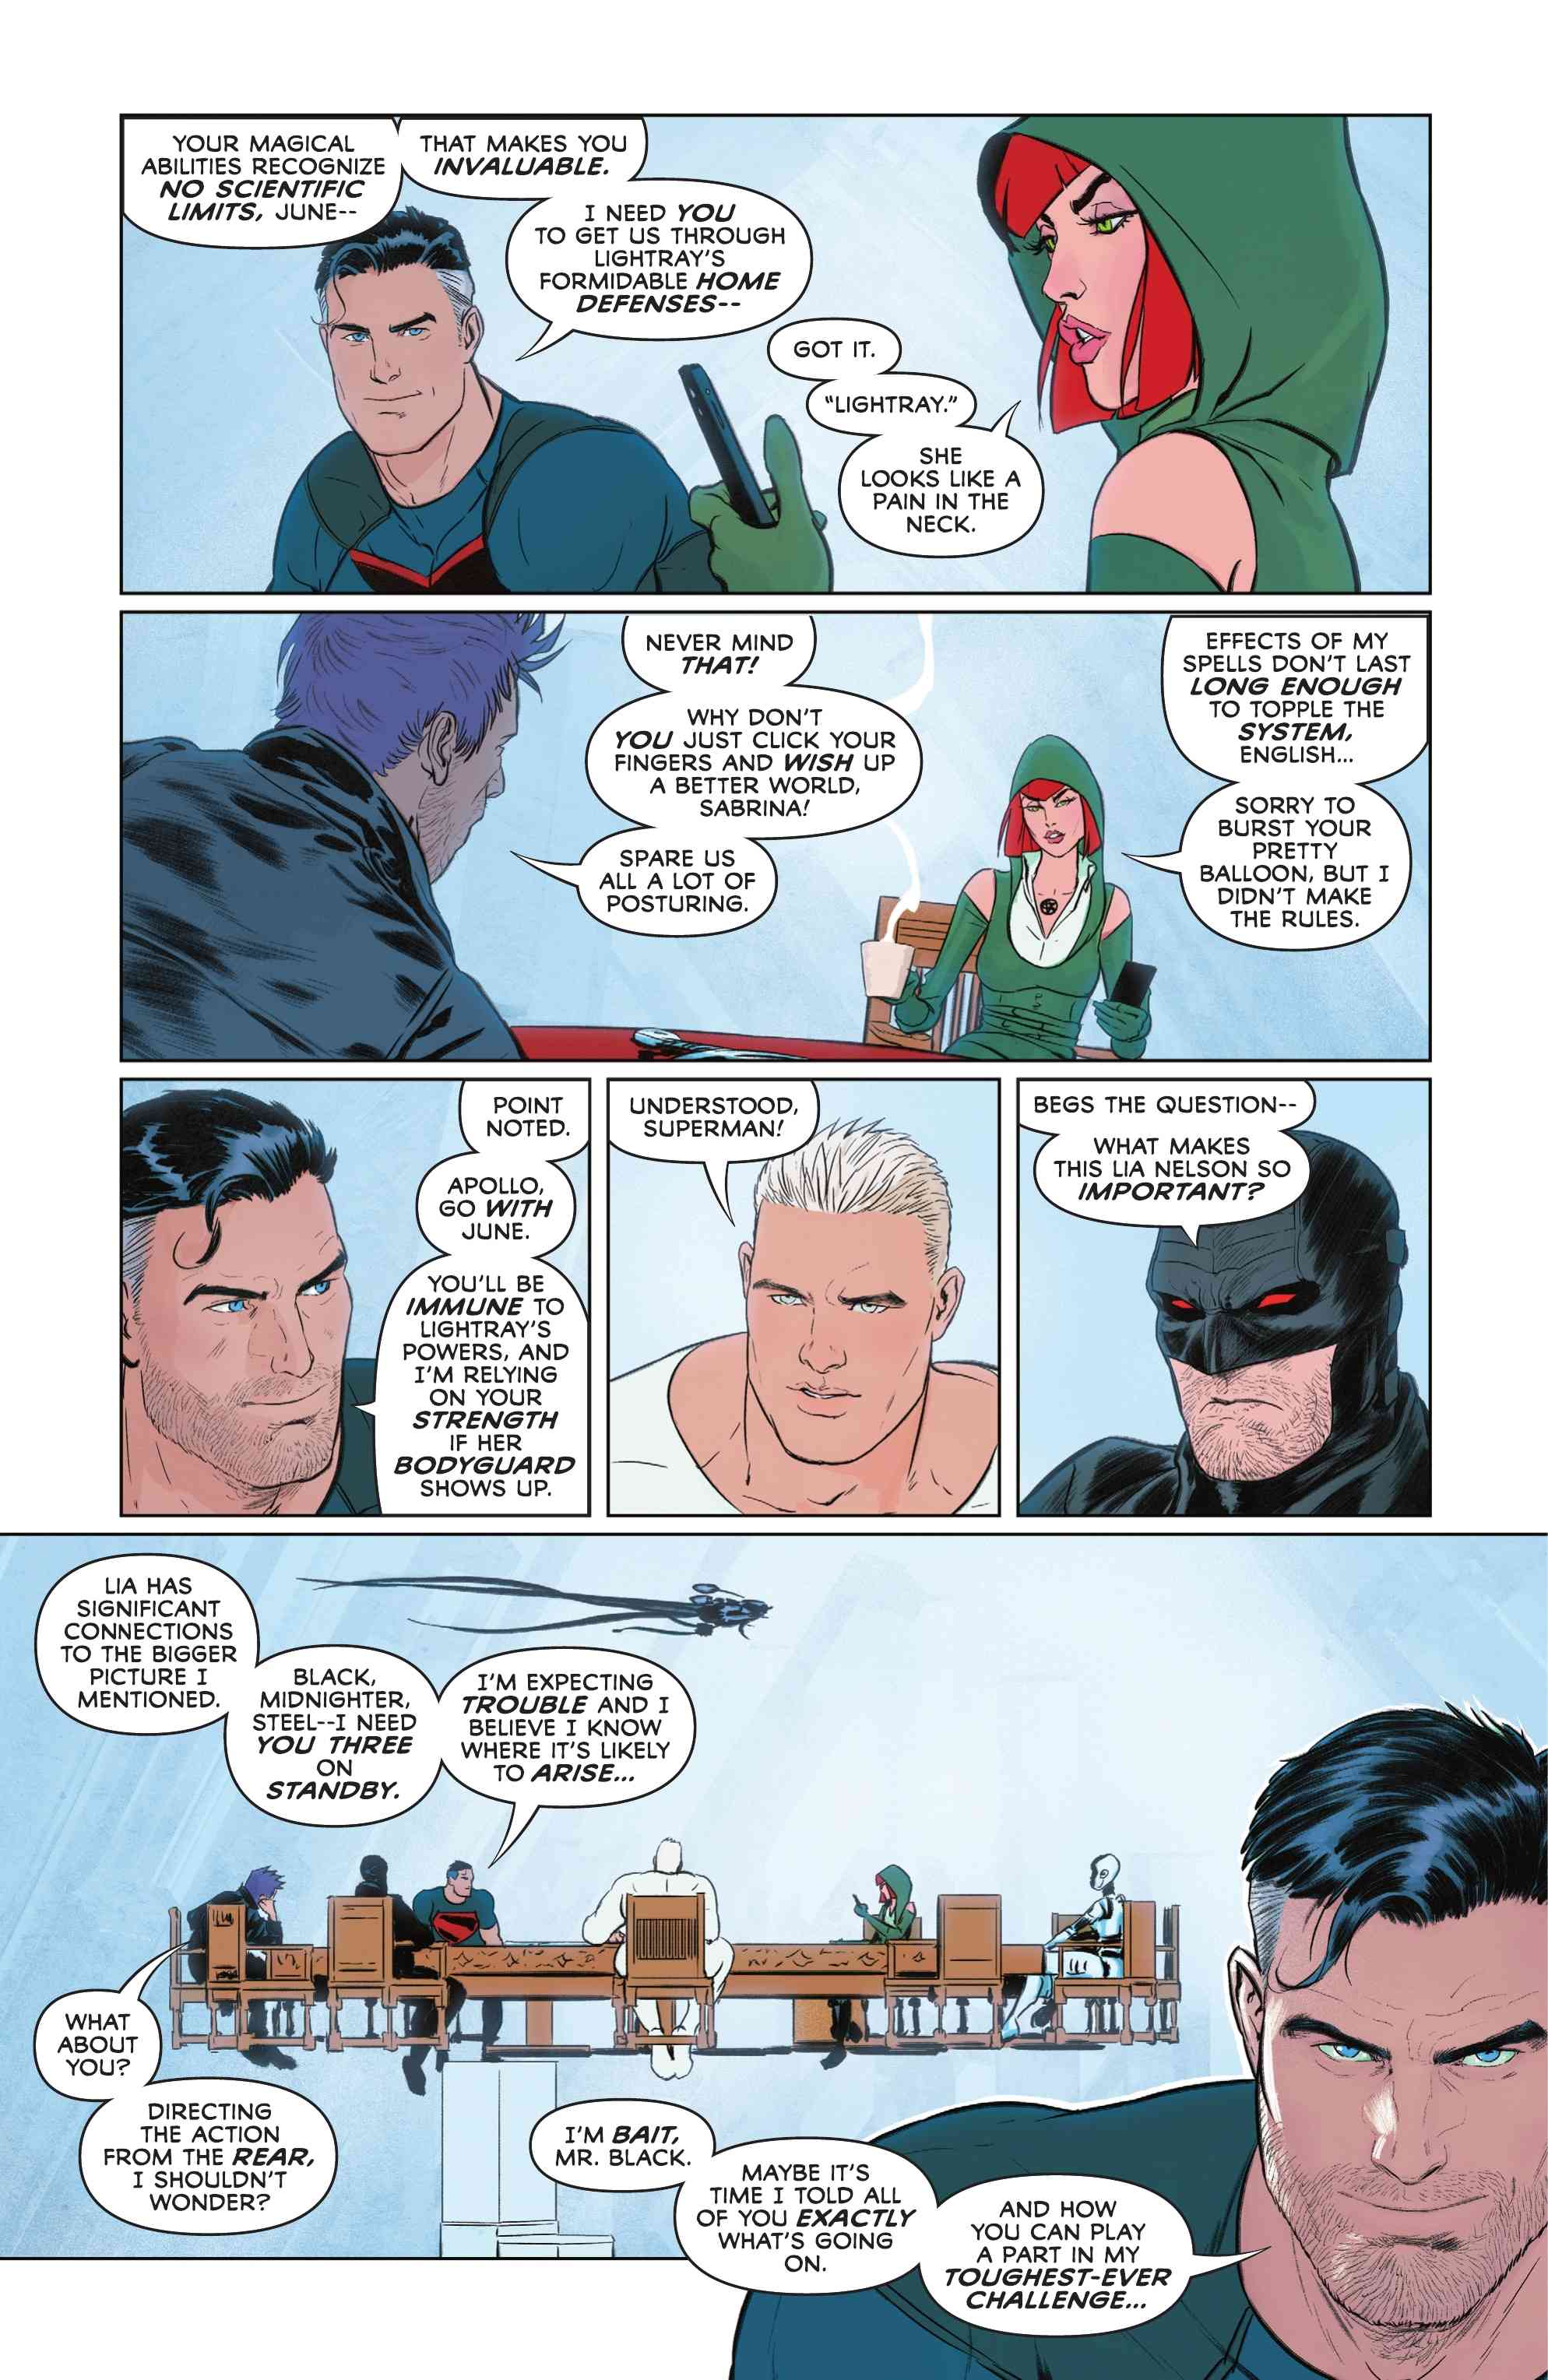 YOUR MAGICAL
ABILITIES RECOGNIZE
NO SCIENTIFIC
LIMITS, JUNE--
THAT MAKES YOU
INVALUABLE.
I NEED YOU
TO GET US THROUGH
LIGHTRAY'S
FORMIDABLE HOME
DEFENSES--
GOT IT.
"LIGHTRAY."
SHE
LOOKS LIKE A
PAIN IN THE
NECK.
NEVER MIND
THAT!
WHY DON'T
YOU JUST CLICK YOUR
FINGERS AND WISH UP
A BETTER WORLD,
SABRINA!
SPARE US
ALL A LOT OF
POSTURING.
EFFECTS OF MY
SPELLS DON'T LAST
LONG ENOUGH
TO TOPPLE THE
SYSTEM,
ENGLISH...
SORRY TO
BURST YOUR
PRETTY
BALLOON, BUT I
DIDN'T MAKE
THE RULES.
POINT
NOTED.
APOLLO,
GO WITH
JUNE.
YOU'LL BE
IMMUNE TO
LIGHTRAY'S
POWERS, AND
I'M RELYING
ON YOUR
STRENGTH
IF HER
BODYGUARD
SHOWS UP.
UNDERSTOOD,
SUPERMAN!
BEGS THE QUESTION--
WHAT MAKES
THIS LIA NELSON SO
IMPORTANT?
LIA HAS
SIGNIFICANT
CONNECTIONS
TO THE BIGGER
PICTURE I
MENTIONED.
BLACK,
MIDNIGHTER,
STEEL--I NEED
YOU THREE
ON
STANDBY.
I'M EXPECTING
TROUBLE AND I
BELIEVE I KNOW
WHERE IT'S LIKELY
TO ARISE...
WHAT
ABOUT
YOU?
DIRECTING
THE ACTION
FROM THE REAR,
I SHOULDN'T
WONDER?
I'M BAIT,
MR. BLACK.
MAYBE IT'S
TIME I TOLD ALL
OF YOU EXACTLY
WHAT'S GOING
ON.
AND HOW
YOU CAN PLAY
A PART IN MY
TOUGHEST-EVER
CHALLENGE...